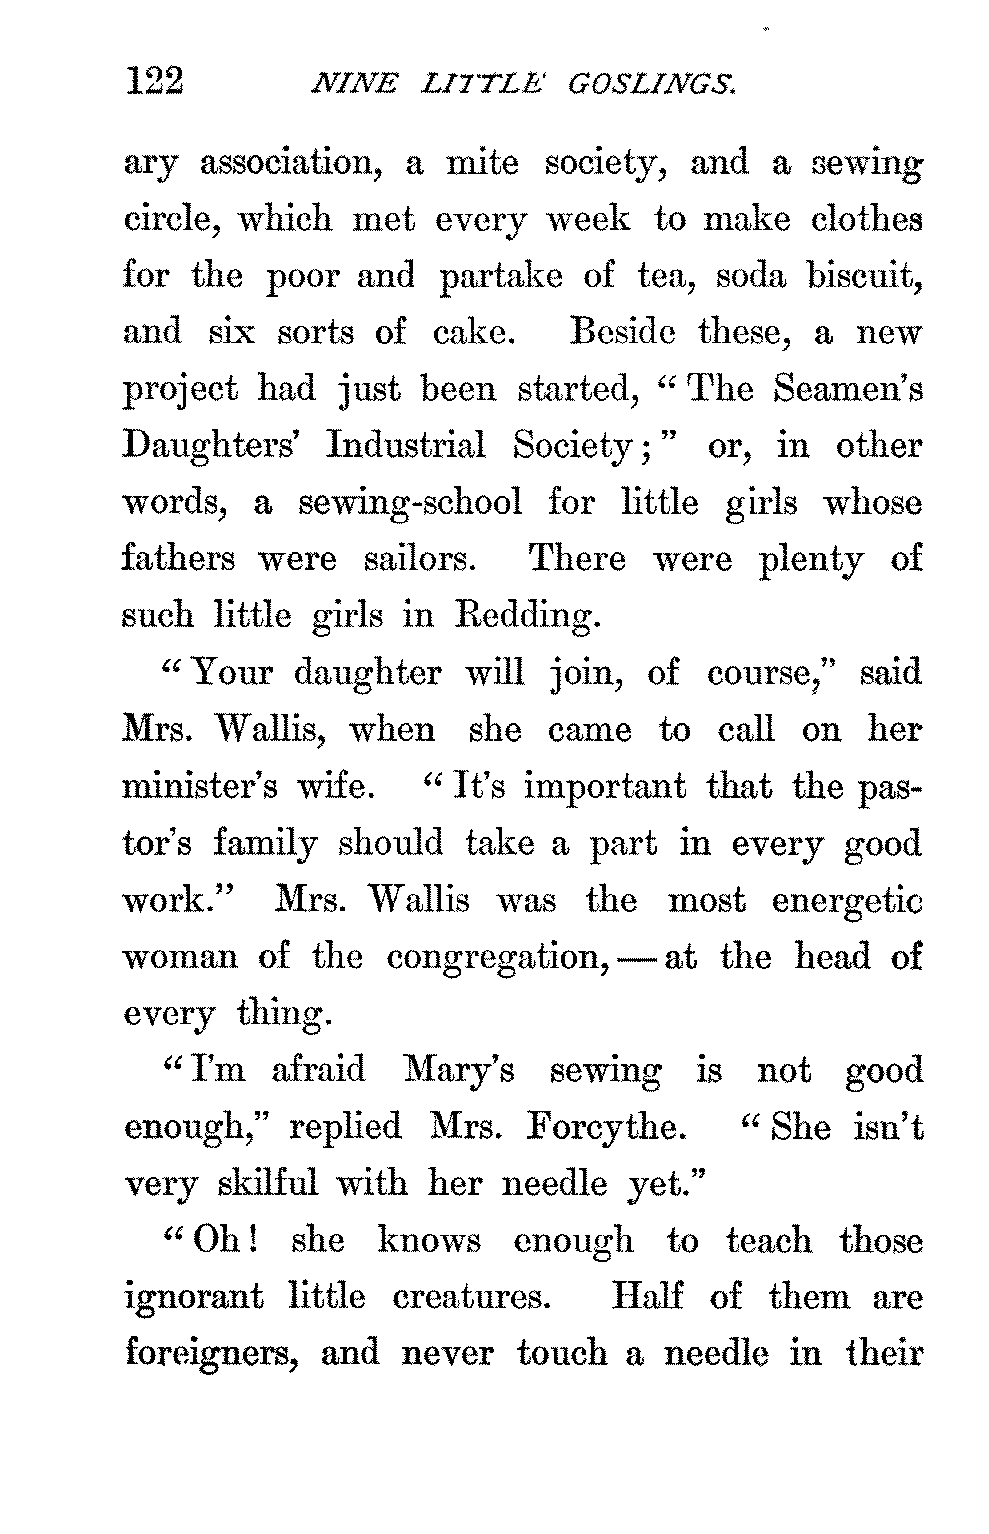 122 NINE LITTLE GOSLINGS.
ary association, a mite society, and a sewing
circle, which met every week to make clothes
for the poor and partake of tea, soda biscuit,
and six sorts of cake. Beside these, a new
project had just been started, “The Seamen’s
Daughters’ Industrial Society;” or, in other
words, a sewing-school for little girls whose
fathers were sailors. There were plenty of
such little girls in Redding.
“Your daughter will join, of course,” said
Mrs. Wallis, when she came to call on her
minister’s wife. “It’s important that the pas-
tor’s family should take a part in every good
work.” Mrs. Wallis was the most energetic
woman of the congregation,—at the head of
every thing.
“I’m afraid Mary’s sewing is not good
enough,” replied Mrs. Forcythe. “She isn’t
very skilful with her needle yet.”
“Oh! she knows enough to teach those
ignorant little creatures. Half of them are
foreigners, and never touch a needle in their